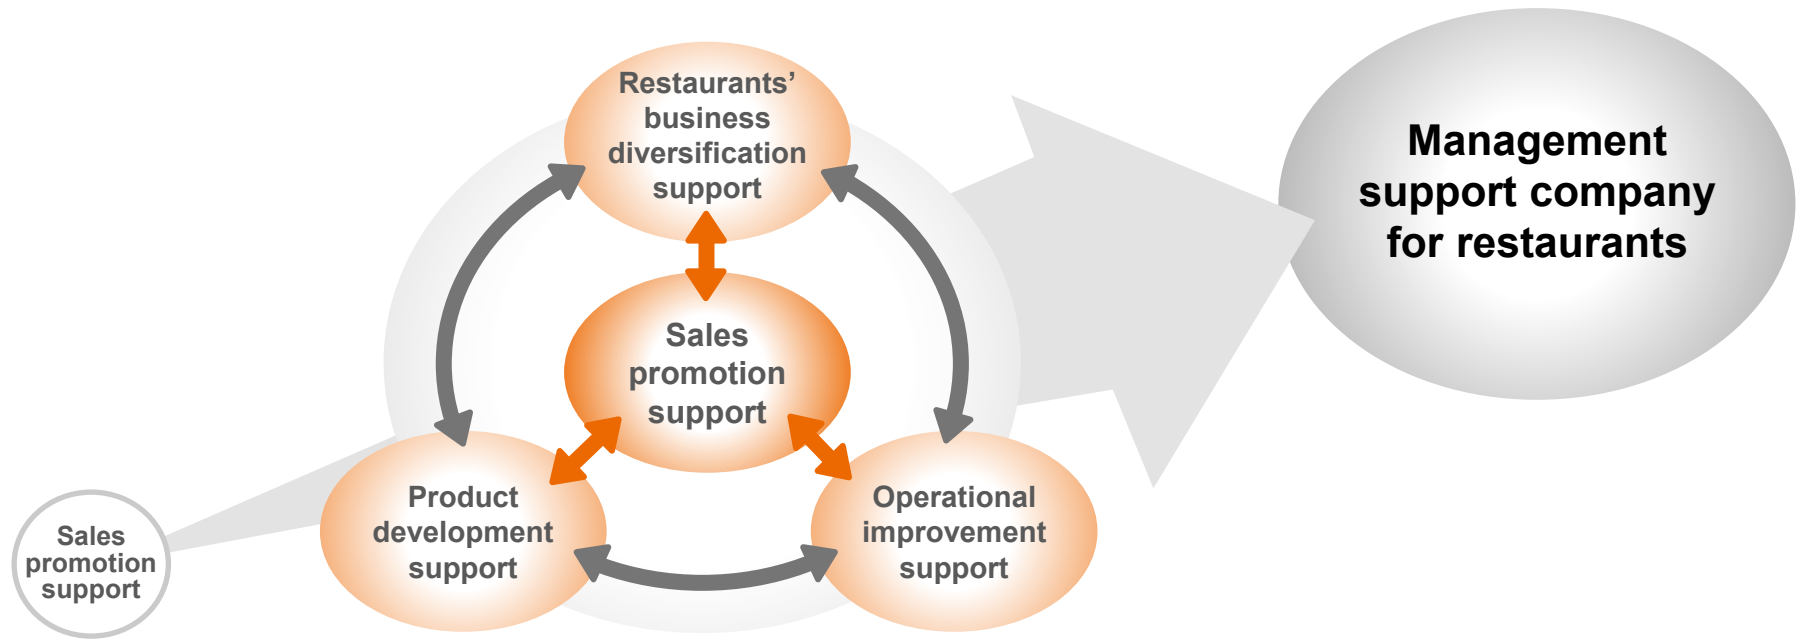 Restaurants’
business
diversification
support
Management
support company
for restaurants
Sales
promotion
support
Product
development
support
Operational
improvement
support
Sales
promotion
support